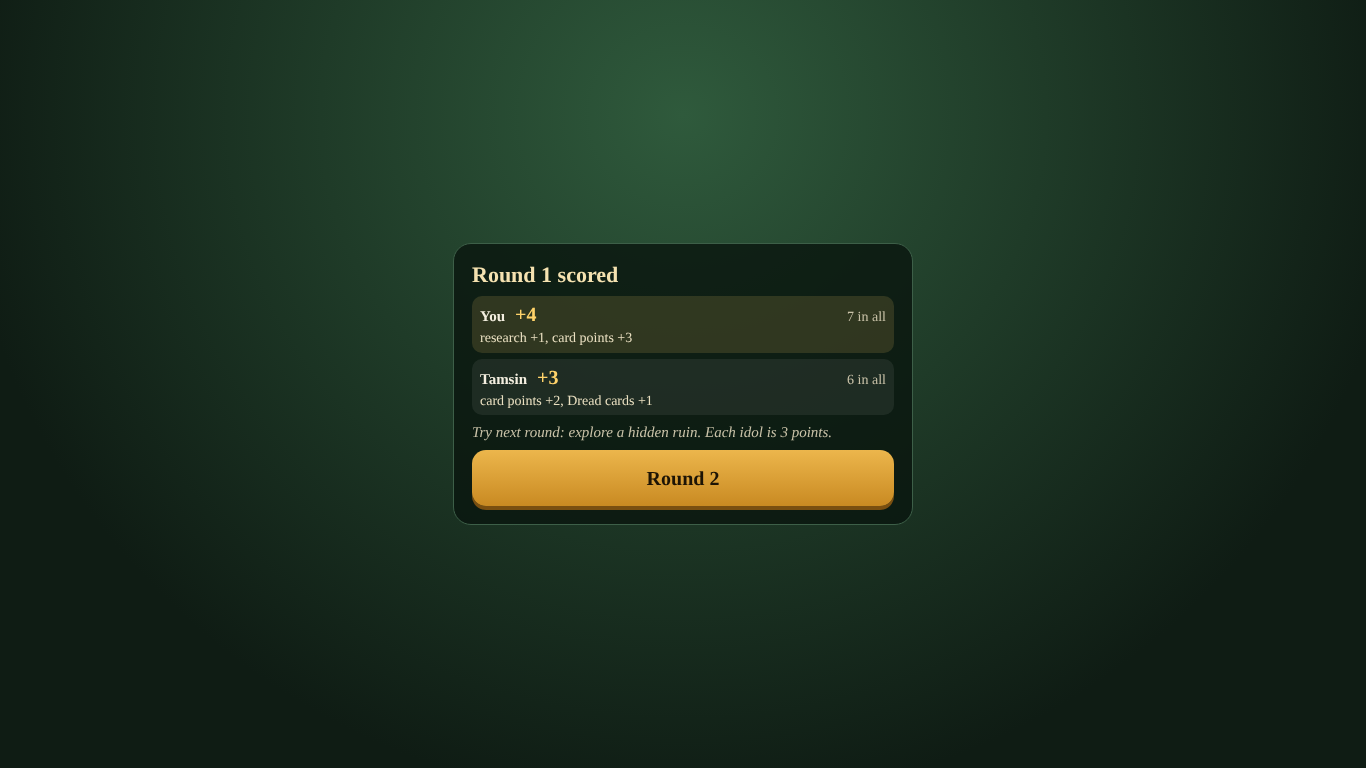 Round 1 scored
You +4 7 in all
research +1, card points +3
Tamsin +3 6 in all
card points +2, Dread cards +1
Try next round: explore a hidden ruin. Each idol is 3 points.
Round 2